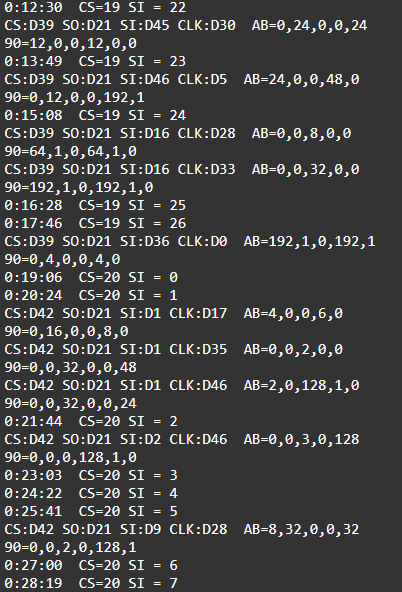 0:12:30  CS=19 SI = 22
CS:D39 SO:D21 SI:D45 CLK:D30  AB=0,24,0,0,24
90=12,0,0,12,0,0
0:13:49  CS=19 SI = 23
CS:D39 SO:D21 SI:D46 CLK:D5  AB=24,0,0,48,0
90=0,12,0,0,192,1
0:15:08  CS=19 SI = 24
CS:D39 SO:D21 SI:D16 CLK:D28  AB=0,0,8,0,0
90=64,1,0,64,1,0
CS:D39 SO:D21 SI:D16 CLK:D33  AB=0,0,32,0,0
90=192,1,0,192,1,0
0:16:28  CS=19 SI = 25
0:17:46  CS=19 SI = 26
CS:D39 SO:D21 SI:D36 CLK:D0  AB=192,1,0,192,1
90=0,4,0,0,4,0
0:19:06  CS=20 SI = 0
0:20:24  CS=20 SI = 1
CS:D42 SO:D21 SI:D1 CLK:D17  AB=4,0,0,6,0
90=0,16,0,0,8,0
CS:D42 SO:D21 SI:D1 CLK:D35  AB=0,0,2,0,0
90=0,0,32,0,0,48
CS:D42 SO:D21 SI:D1 CLK:D46  AB=2,0,128,1,0
90=0,0,32,0,0,24
0:21:44  CS=20 SI = 2
CS:D42 SO:D21 SI:D2 CLK:D46  AB=0,0,3,0,128
90=0,0,0,128,1,0
0:23:03  CS=20 SI = 3
0:24:22  CS=20 SI = 4
0:25:41  CS=20 SI = 5
CS:D42 SO:D21 SI:D9 CLK:D28  AB=8,32,0,0,32
90=0,0,2,0,128,1
0:27:00  CS=20 SI = 6
0:28:19  CS=20 SI = 7